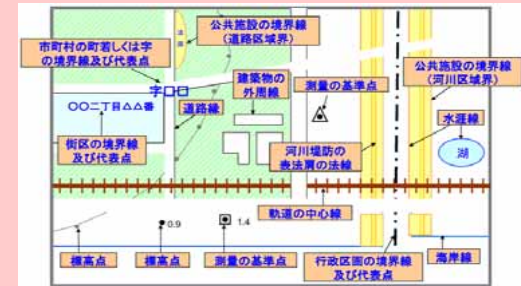 公共施設の境界線
(道路区域界)
市町村の町若しくは字
の境界線及び代表点
建築物の
外周線
測量の基準点
公共施設の境界線
(河川区域界)
字□□
○○二丁目△△番
道路縁
水涯線
街区の境界線
及び代表点
河川堤防の
表法肩の法線
湖
軌道の中心線
0.9
1.4
標高点
標高点
測量の基準点
行政区画の境界線
及び代表点
海岸線